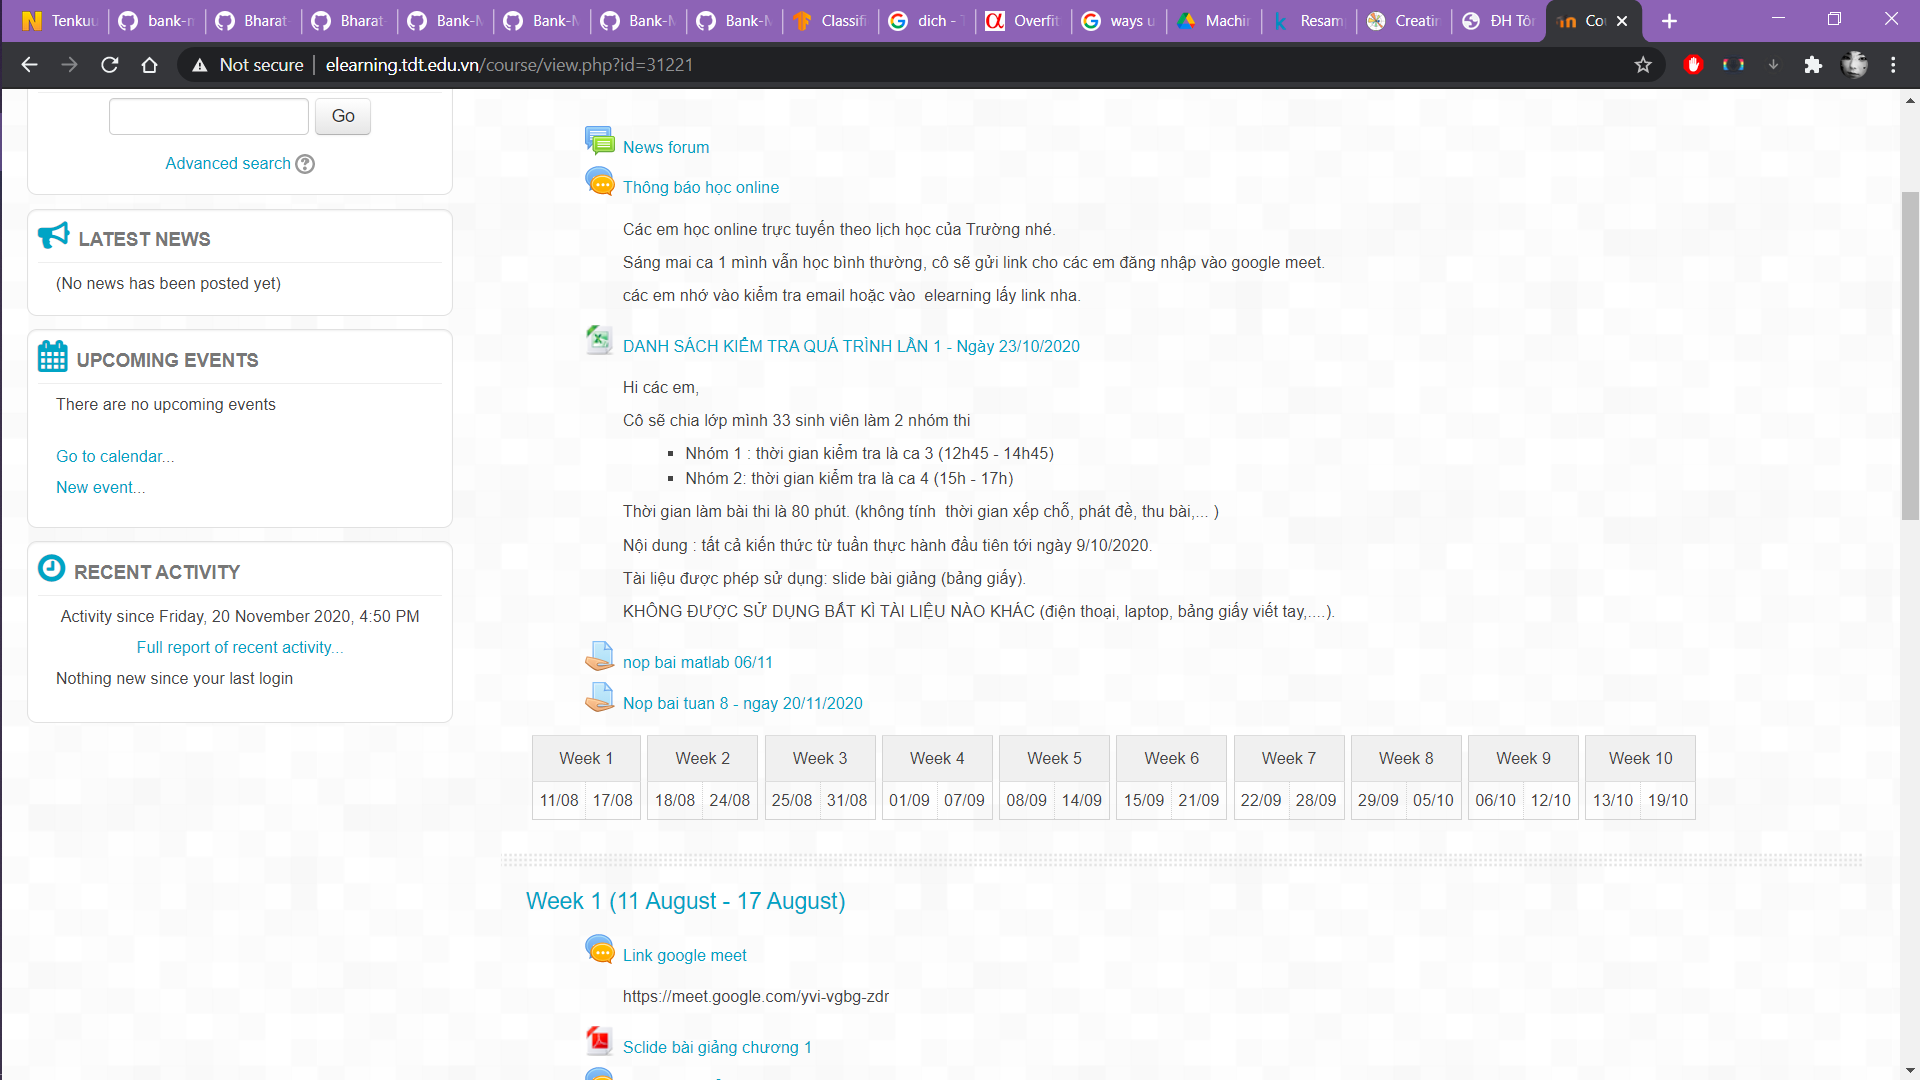 Tenkuu
bank-m
Bharat-
Bharat-
Bank-M
Bank-M
Bank-M
Bank-M
Classifi
dich - T
Overfit
ways u
Machin
Resam
Creatin
ĐH Tôn
Co
Not secure
elearning.tdt.edu.vn/course/view.php?id=31221
Go
Advanced search
LATEST NEWS
(No news has been posted yet)
UPCOMING EVENTS
There are no upcoming events
Go to calendar...
New event...
RECENT ACTIVITY
Activity since Friday, 20 November 2020, 4:50 PM
Full report of recent activity...
Nothing new since your last login
News forum
Thông báo học online
Các em học online trực tuyến theo lịch học của Trường nhé.
Sáng mai ca 1 mình vẫn học bình thường, cô sẽ gửi link cho các em đăng nhập vào google meet.
các em nhớ vào kiểm tra email hoặc vào elearning lấy link nha.
DANH SÁCH KIỂM TRA QUÁ TRÌNH LẦN 1 - Ngày 23/10/2020
Hi các em,
Cô sẽ chia lớp mình 33 sinh viên làm 2 nhóm thi
Nhóm 1 : thời gian kiểm tra là ca 3 (12h45 - 14h45)
Nhóm 2: thời gian kiểm tra là ca 4 (15h - 17h)
Thời gian làm bài thi là 80 phút. (không tính thời gian xếp chỗ, phát đề, thu bài,... )
Nội dung : tất cả kiến thức từ tuần thực hành đầu tiên tới ngày 9/10/2020.
Tài liệu được phép sử dụng: slide bài giảng (bảng giấy).
KHÔNG ĐƯỢC SỬ DỤNG BẤT KÌ TÀI LIỆU NÀO KHÁC (điện thoại, laptop, bảng giấy viết tay,....).
nop bai matlab 06/11
Nop bai tuan 8 - ngay 20/11/2020
Week 1 Week 2 Week 3 Week 4 Week 5 Week 6 Week 7 Week 8 Week 9 Week 10
11/08 17/08 18/08 24/08 25/08 31/08 01/09 07/09 08/09 14/09 15/09 21/09 22/09 28/09 29/09 05/10 06/10 12/10 13/10 19/10
Week 1 (11 August - 17 August)
Link google meet
https://meet.google.com/yvi-vgbg-zdr
Sclide bài giảng chương 1